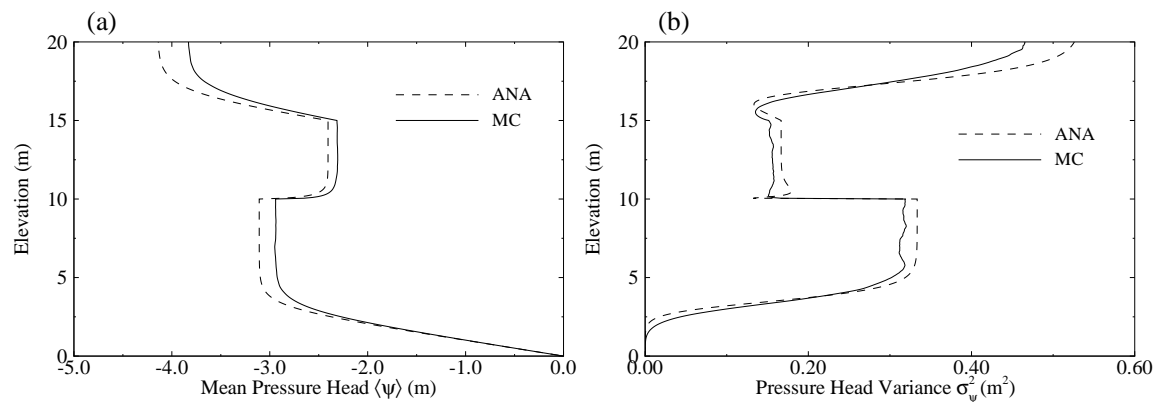 (a)
20
15
10
5
0
Elevation (m)
-5.0 -4.0 -3.0 -2.0 -1.0 0.0
Mean Pressure Head ⟨ψ⟩ (m)
ANA
MC
(b)
20
15
10
5
0
Elevation (m)
0.00 0.20 0.40 0.60
Pressure Head Variance σ²ψ (m²)
ANA
MC